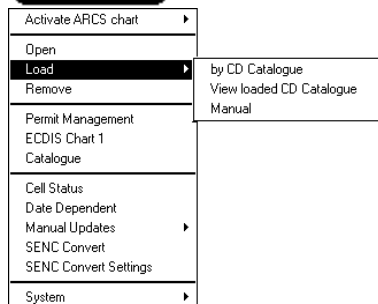 Activate ARCS chart
Open
Load
by CD Catalogue
View loaded CD Catalogue
Manual
Remove
Permit Management
ECDIS Chart 1
Catalogue
Cell Status
Date Dependent
Manual Updates
SENC Convert
SENC Convert Settings
System